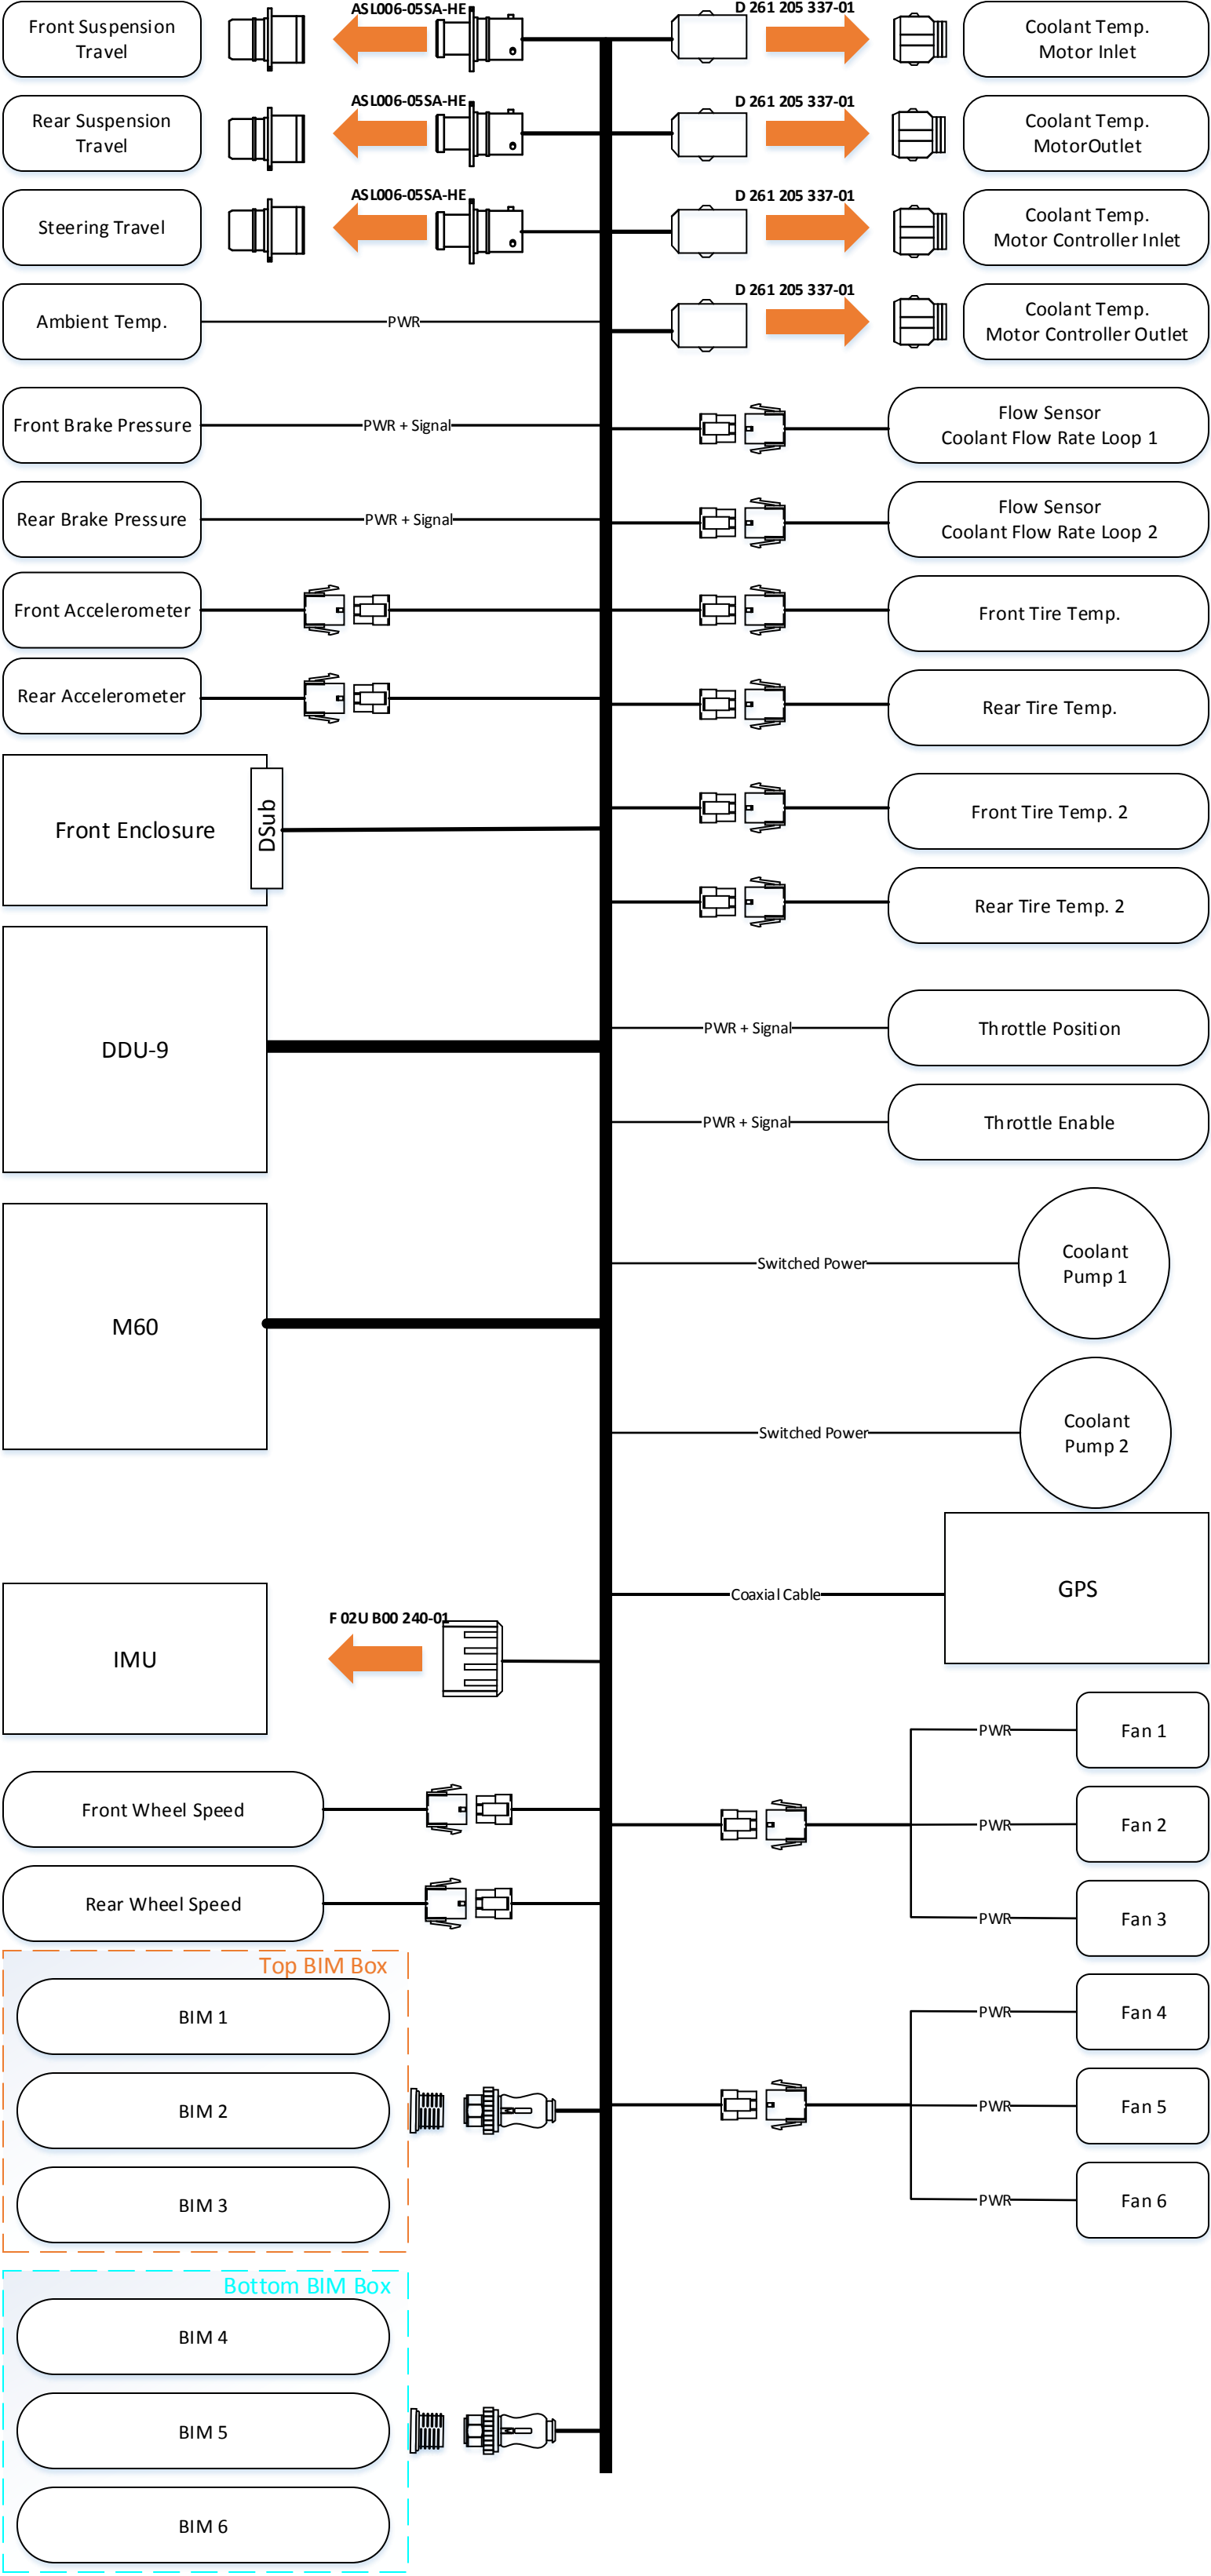 Front Suspension
Travel
ASL006-05SA-HE
D 261 205 337-01
Coolant Temp.
Motor Inlet
Rear Suspension
Travel
ASL006-05SA-HE
D 261 205 337-01
Coolant Temp.
MotorOutlet
Steering Travel
ASL006-05SA-HE
D 261 205 337-01
Coolant Temp.
Motor Controller Inlet
Ambient Temp.
PWR
D 261 205 337-01
Coolant Temp.
Motor Controller Outlet
Front Brake Pressure
PWR + Signal
Flow Sensor
Coolant Flow Rate Loop 1
Rear Brake Pressure
PWR + Signal
Flow Sensor
Coolant Flow Rate Loop 2
Front Accelerometer
Front Tire Temp.
Rear Accelerometer
Rear Tire Temp.
Front Enclosure
DSub
Front Tire Temp. 2
Rear Tire Temp. 2
DDU-9
PWR + Signal
Throttle Position
PWR + Signal
Throttle Enable
M60
Switched Power
Coolant
Pump 1
Switched Power
Coolant
Pump 2
Coaxial Cable
GPS
IMU
F 02U B00 240-01
PWR
Fan 1
Front Wheel Speed
PWR
Fan 2
Rear Wheel Speed
PWR
Fan 3
Top BIM Box
BIM 1
PWR
Fan 4
BIM 2
PWR
Fan 5
BIM 3
PWR
Fan 6
Bottom BIM Box
BIM 4
BIM 5
BIM 6